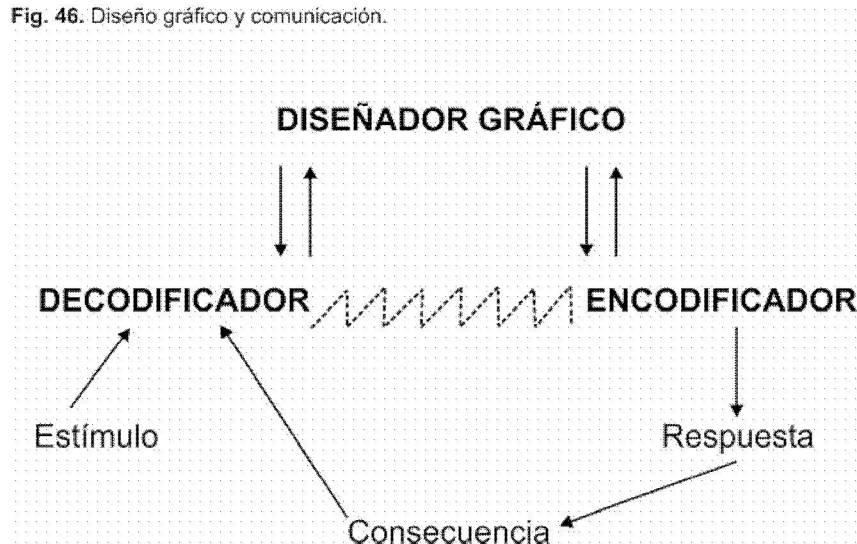 Fig. 46. Diseño gráfico y comunicación.
DISEÑADOR GRÁFICO
DECODIFICADOR ENCODIFICADOR
Estímulo Respuesta
Consecuencia